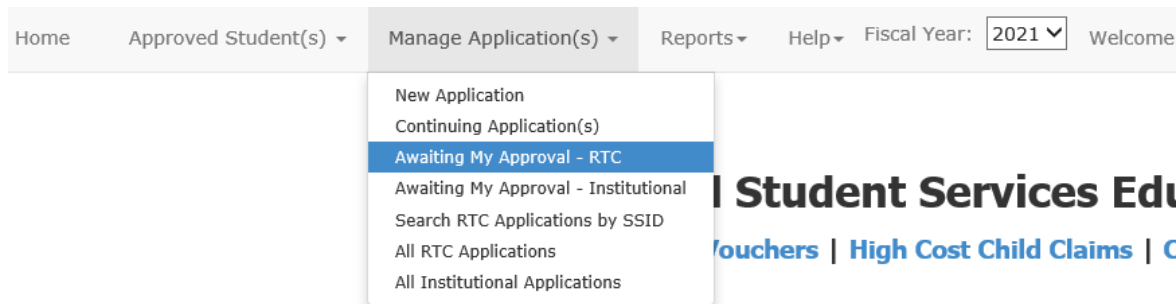 Home Approved Student(s) Manage Application(s) Reports Help Fiscal Year: 2021 Welcome
New Application
Continuing Application(s)
Awaiting My Approval - RTC
Awaiting My Approval - Institutional
Search RTC Applications by SSID
All RTC Applications
All Institutional Applications
Student Services
Vouchers | High Cost Child Claims |